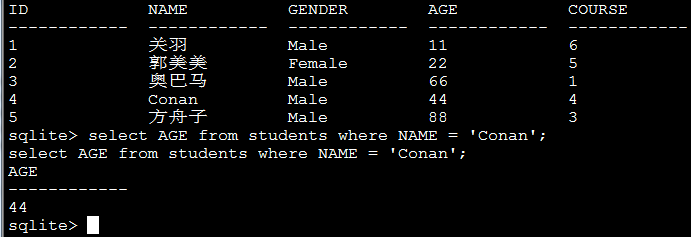 ID NAME GENDER AGE COURSE
------------ ------------ ------------ ------------ ------------
1 关羽 Male 11 6
2 郭美美 Female 22 5
3 奥巴马 Male 66 1
4 Conan Male 44 4
5 方舟子 Male 88 3
sqlite> select AGE from students where NAME = 'Conan';
select AGE from students where NAME = 'Conan';
AGE
------------
44
sqlite>